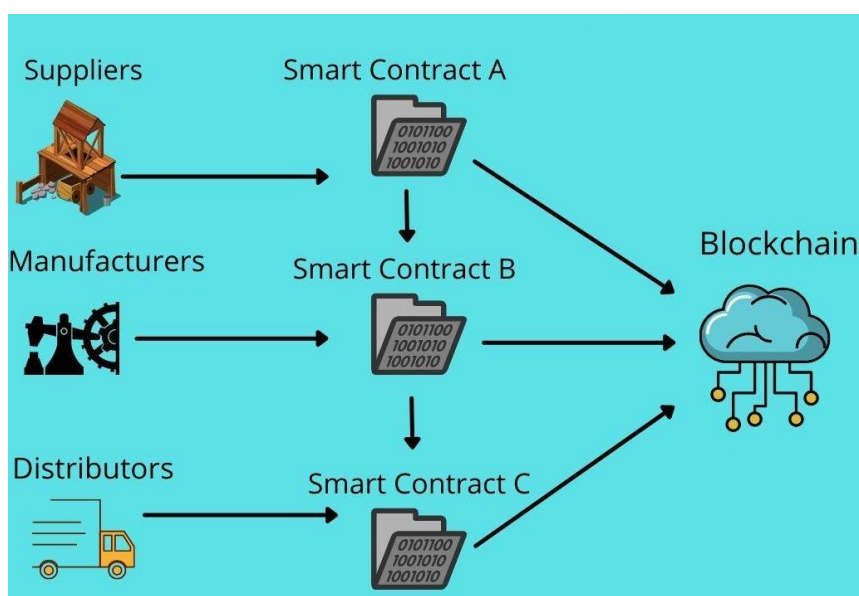 Suppliers
Smart Contract A
0101100
1001010
1001010
Blockchain
Manufacturers
Smart Contract B
0101100
1001010
1001010
Distributors
Smart Contract C
0101100
1001010
1001010